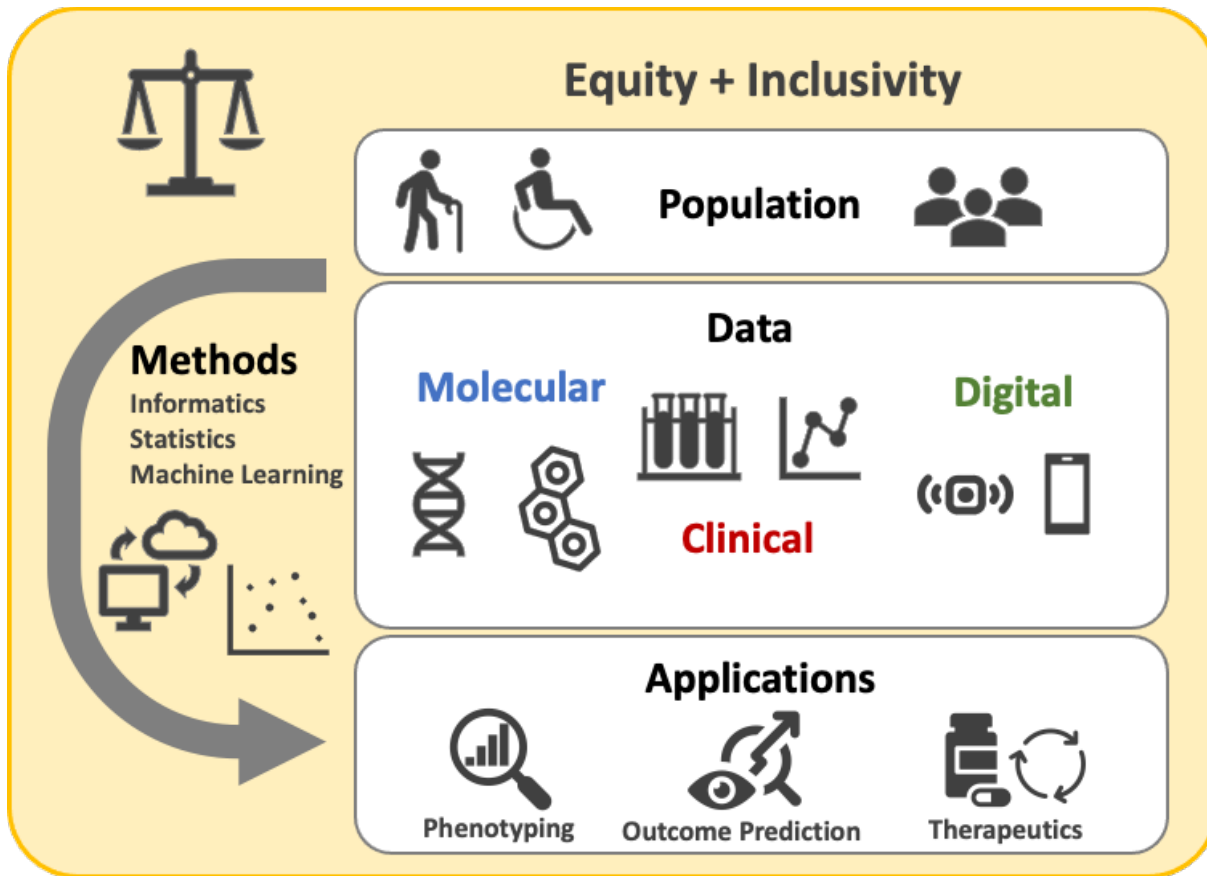 Equity + Inclusivity
Population
Methods
Informatics
Statistics
Machine Learning
Data
Molecular
Digital
Clinical
Applications
Phenotyping
Outcome Prediction
Therapeutics